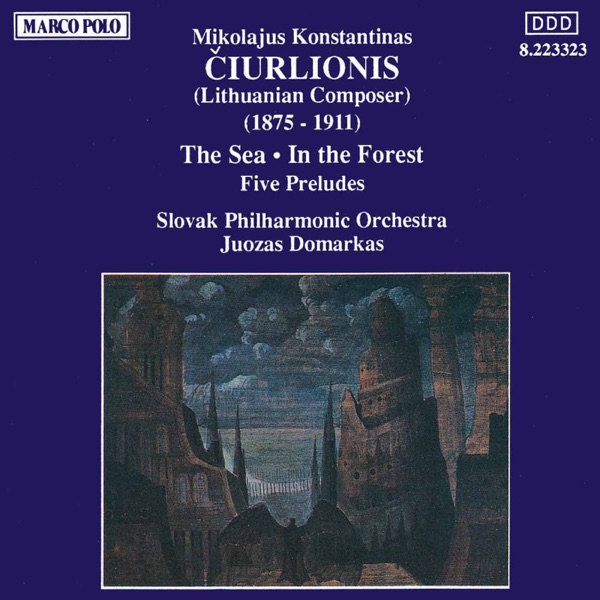 MARCO POLO
DDD
8.223323
Mikolajus Konstantinas
ČIURLIONIS
(Lithuanian Composer)
(1875 - 1911)
The Sea • In the Forest
Five Preludes
Slovak Philharmonic Orchestra
Juozas Domarkas